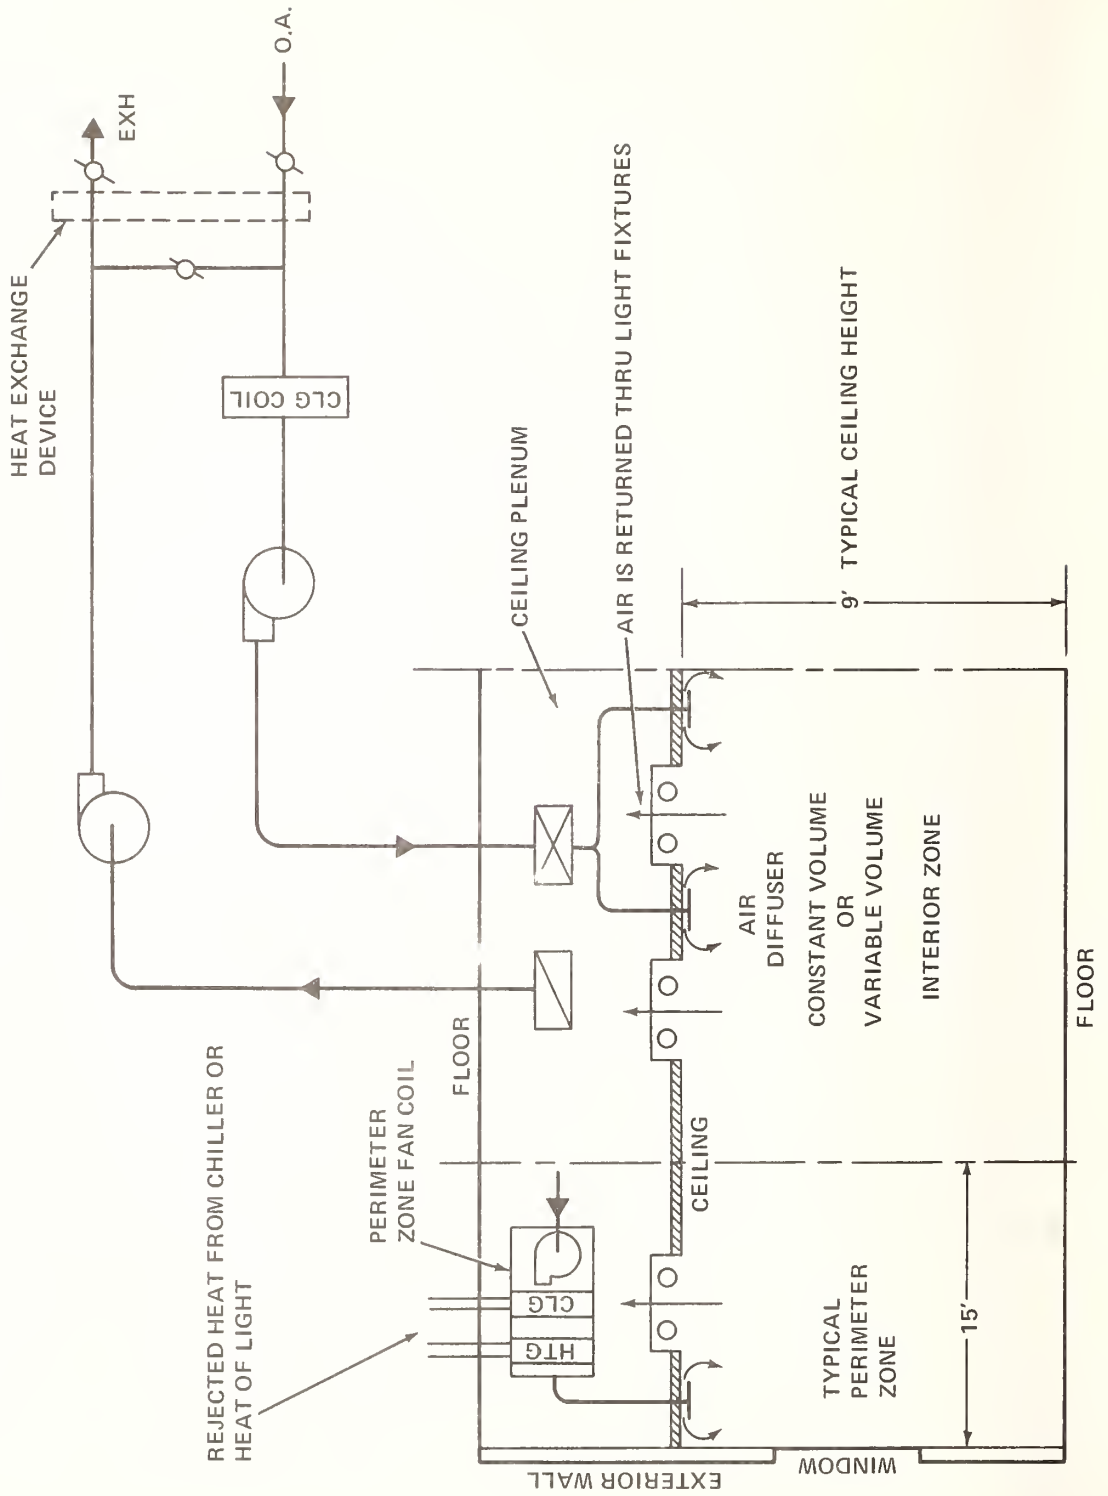 O.A.
EXH
HEAT EXCHANGE
DEVICE
CLG COIL
CEILING PLENUM
AIR IS RETURNED THRU LIGHT FIXTURES
9' TYPICAL CEILING HEIGHT
REJECTED HEAT FROM CHILLER OR
HEAT OF LIGHT
PERIMETER
ZONE FAN COIL
FLOOR
HTG
CLG
CEILING
AIR
DIFFUSER
CONSTANT VOLUME
OR
VARIABLE VOLUME
INTERIOR ZONE
TYPICAL
PERIMETER
ZONE
15'
FLOOR
EXTERIOR WALL
WINDOW